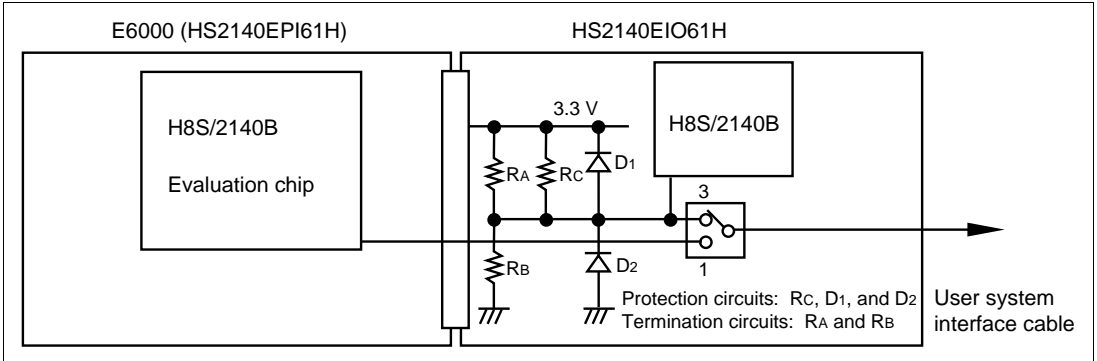 E6000 (HS2140EPI61H)
HS2140EIO61H
H8S/2140B
Evaluation chip
3.3 V
H8S/2140B
RA
RC
D1
3
RB
D2
1
Protection circuits: RC, D1, and D2
Termination circuits: RA and RB
User system
interface cable